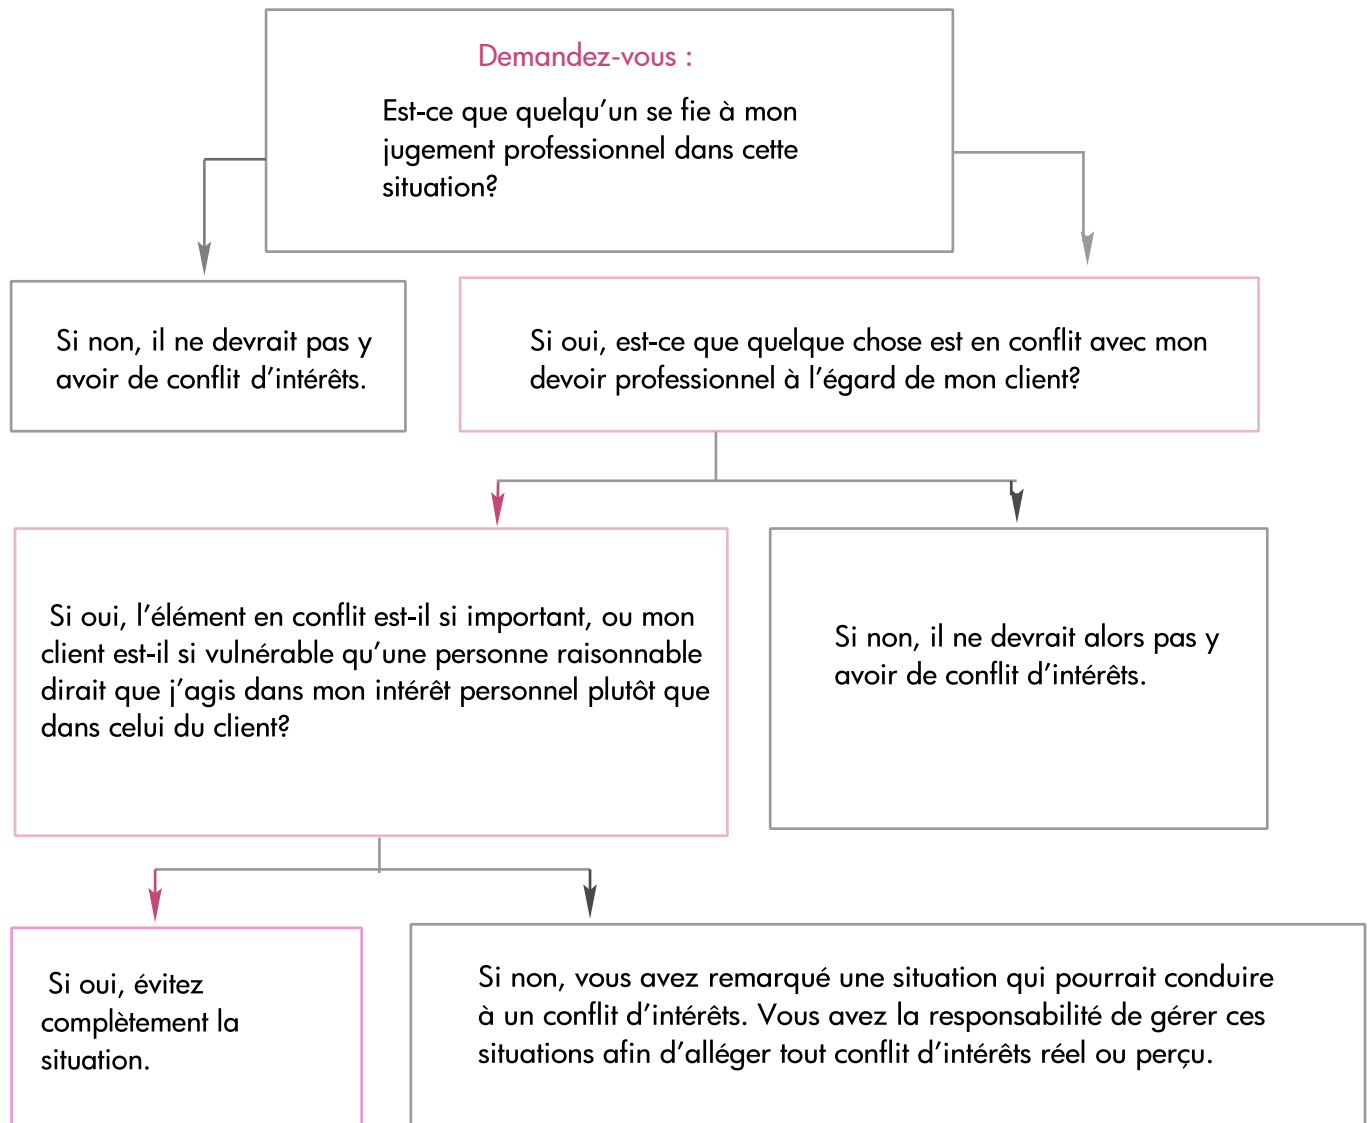 Demandez-vous :
Est-ce que quelqu’un se fie à mon
jugement professionnel dans cette
situation?
Si non, il ne devrait pas y
avoir de conflit d’intérêts.
Si oui, est-ce que quelque chose est en conflit avec mon
devoir professionnel à l’égard de mon client?
Si oui, l’élément en conflit est-il si important, ou mon
client est-il si vulnérable qu’une personne raisonnable
dirait que j’agis dans mon intérêt personnel plutôt que
dans celui du client?
Si non, il ne devrait alors pas y
avoir de conflit d’intérêts.
Si oui, évitez
complètement la
situation.
Si non, vous avez remarqué une situation qui pourrait conduire
à un conflit d’intérêts. Vous avez la responsabilité de gérer ces
situations afin d’alléger tout conflit d’intérêts réel ou perçu.